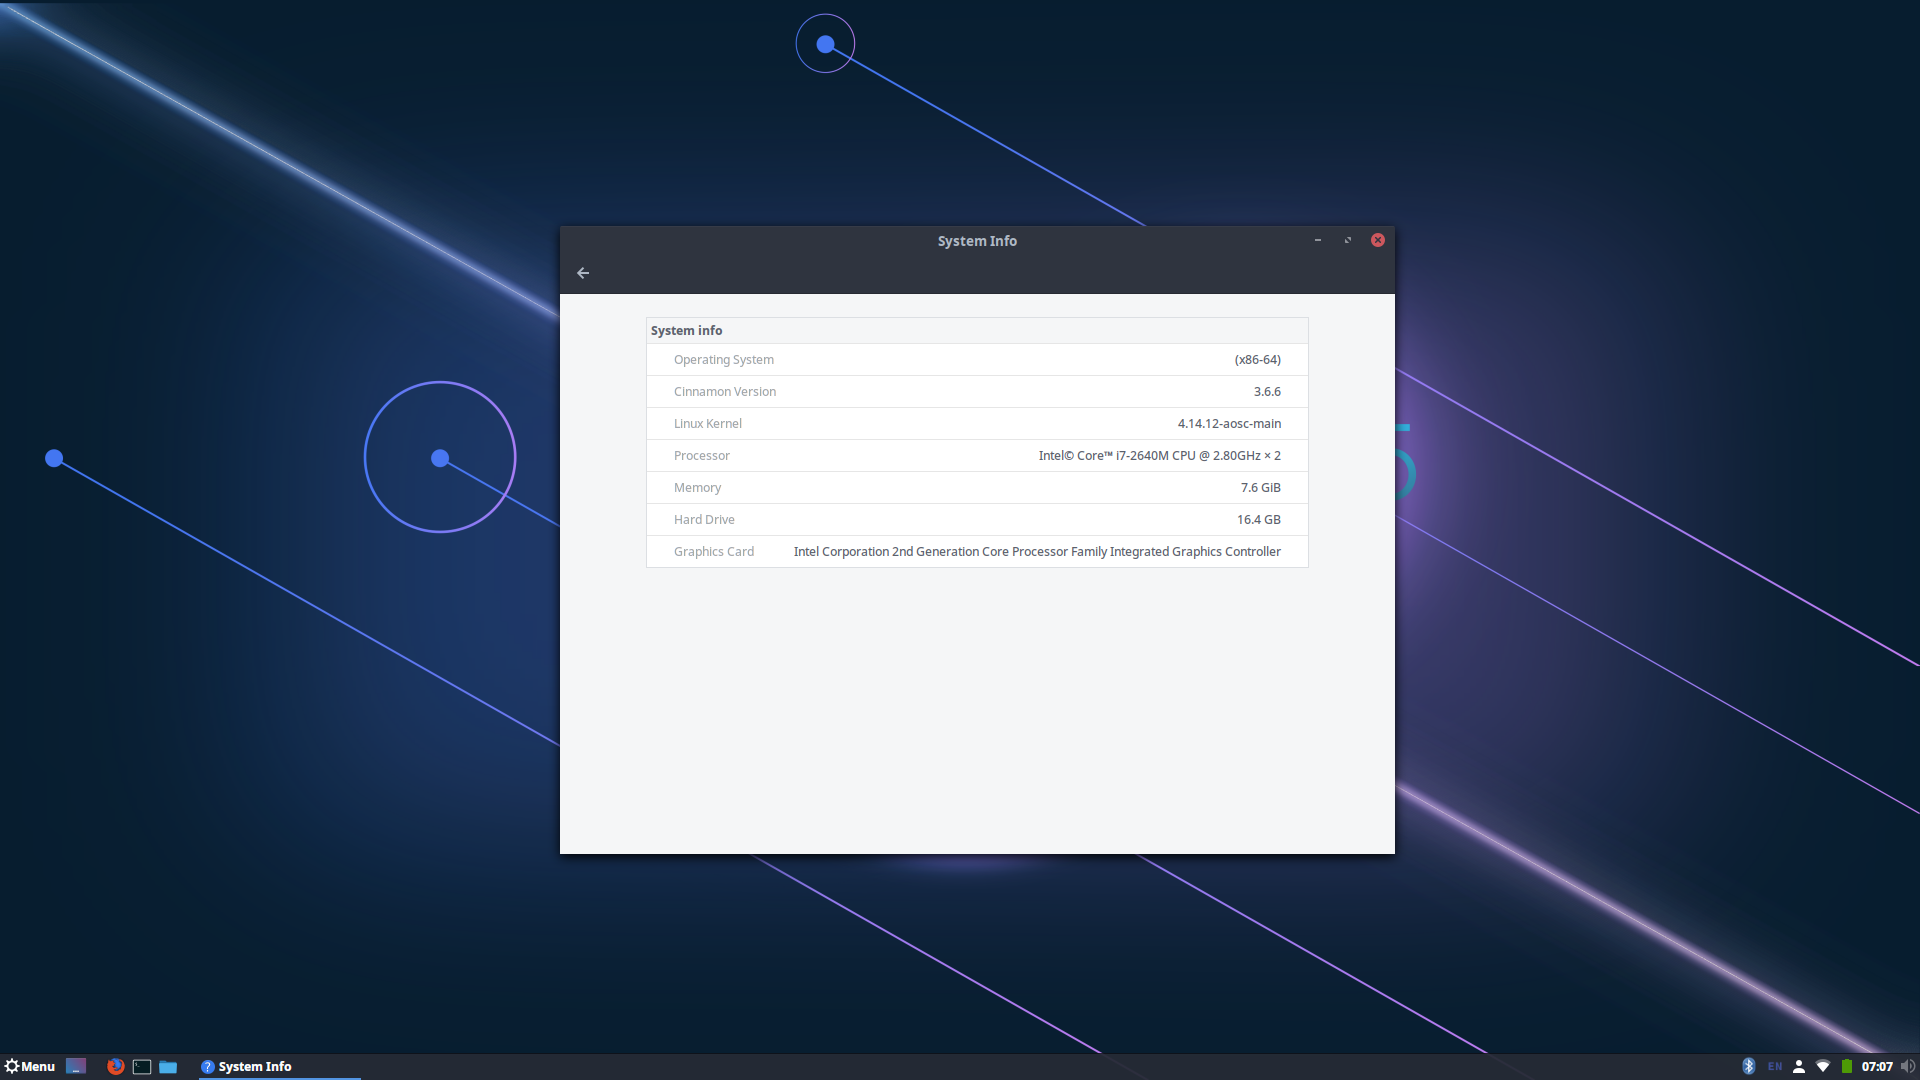 System Info
System info
Operating System (x86-64)
Cinnamon Version 3.6.6
Linux Kernel 4.14.12-aosc-main
Processor Intel© Core™ i7-2640M CPU @ 2.80GHz × 2
Memory 7.6 GiB
Hard Drive 16.4 GB
Graphics Card Intel Corporation 2nd Generation Core Processor Family Integrated Graphics Controller
Menu System Info EN 07:07